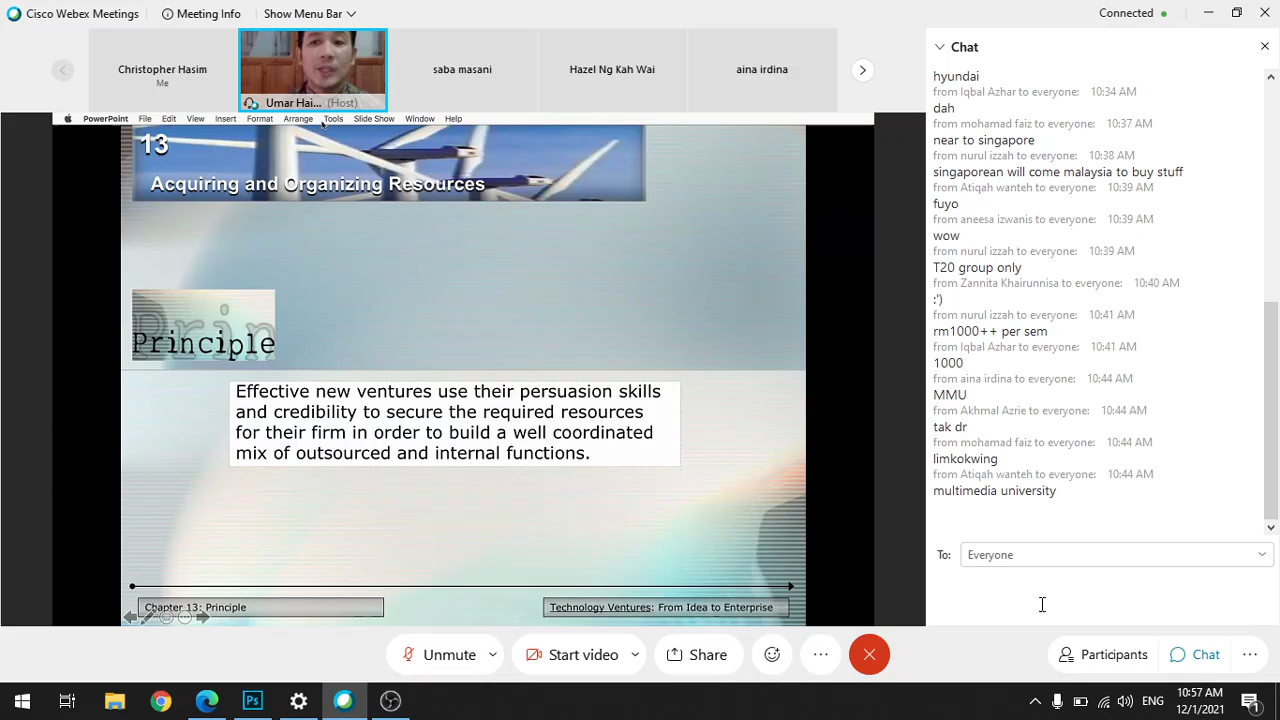 Cisco Webex Meetings
Meeting Info
Show Menu Bar
Connected
Christopher Hasim
Me
Umar Hai... (Host)
saba masani
Hazel Ng Kah Wai
aina irdina
PowerPoint File Edit View Insert Format Arrange Tools Slide Show Window Help
13
Acquiring and Organizing Resources
Prin
Principle
Effective new ventures use their persuasion skills
and credibility to secure the required resources
for their firm in order to build a well coordinated
mix of outsourced and internal functions.
Chapter 13: Principle
Technology Ventures: From Idea to Enterprise
Chat
hyundai
from Iqbal Azhar to everyone: 10:34 AM
dah
from mohamad faiz to everyone: 10:37 AM
near to singapore
from nurul izzah to everyone: 10:38 AM
singaporean will come malaysia to buy stuff
from Atiqah wanteh to everyone: 10:39 AM
fuyo
from aneesa izwanis to everyone: 10:39 AM
wow
from nurul izzah to everyone: 10:39 AM
T20 group only
from Zannita Khairunnisa to everyone: 10:40 AM
:')
from nurul izzah to everyone: 10:41 AM
rm1000++ per sem
from Iqbal Azhar to everyone: 10:41 AM
1000
from aina irdina to everyone: 10:44 AM
MMU
from Akhmal Azrie to everyone: 10:44 AM
tak dr
from mohamad faiz to everyone: 10:44 AM
limkokwing
from Atiqah wanteh to everyone: 10:44 AM
multimedia university
To: Everyone
Unmute
Start video
Share
Participants
Chat
Ps
ENG
10:57 AM
12/1/2021
1